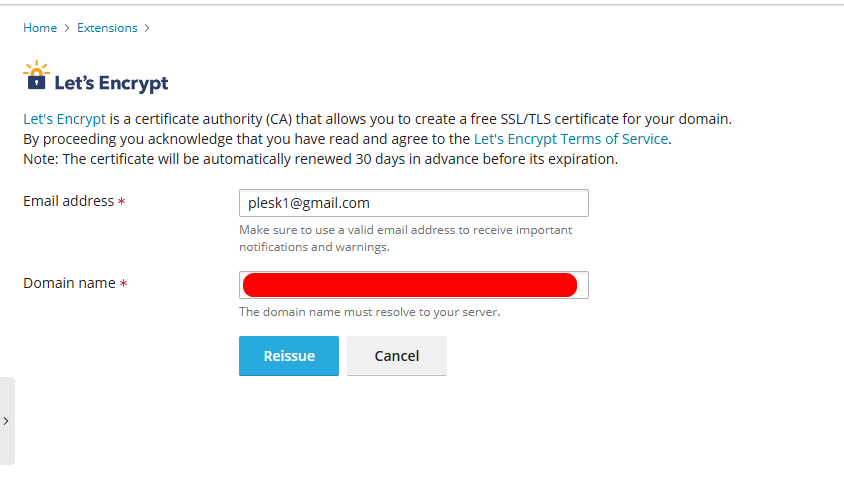 Home > Extensions >
Let's Encrypt
Let's Encrypt is a certificate authority (CA) that allows you to create a free SSL/TLS certificate for your domain.
By proceeding you acknowledge that you have read and agree to the Let's Encrypt Terms of Service.
Note: The certificate will be automatically renewed 30 days in advance before its expiration.
Email address *
plesk1@gmail.com
Make sure to use a valid email address to receive important
notifications and warnings.
Domain name *
The domain name must resolve to your server.
Reissue Cancel